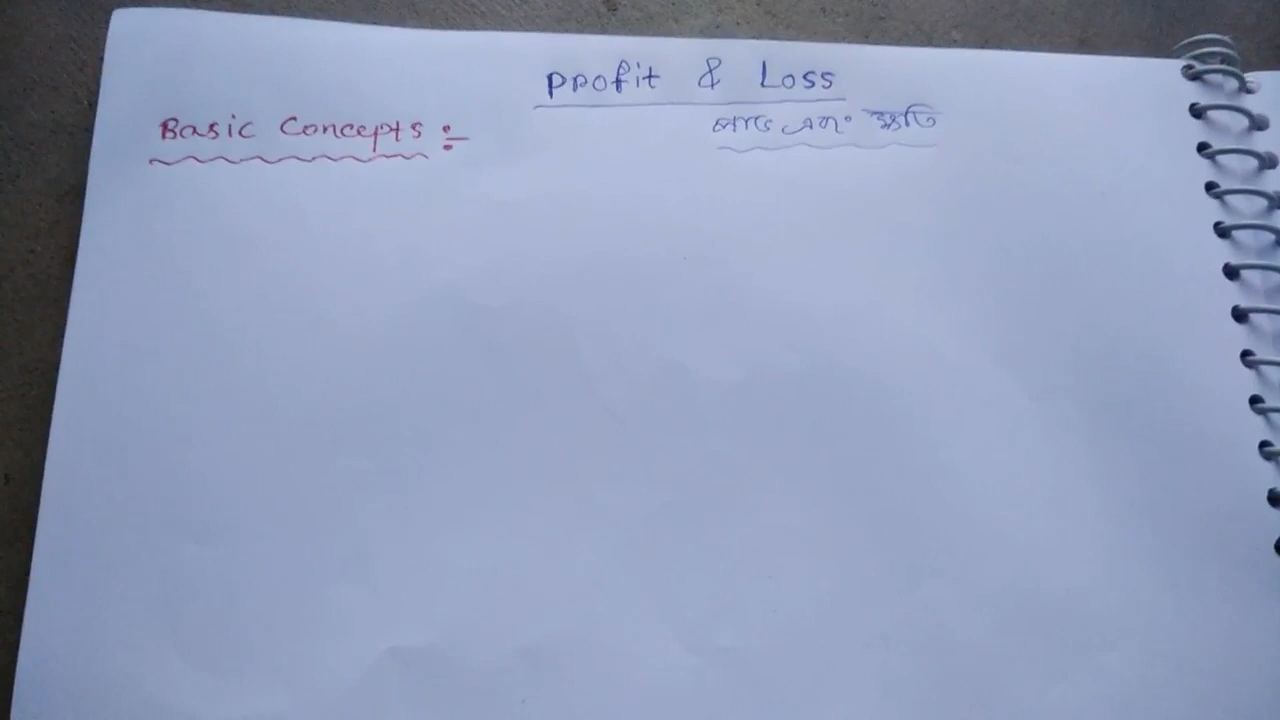 Profit & Loss
লাভ এবং ক্ষতি
Basic Concepts :-